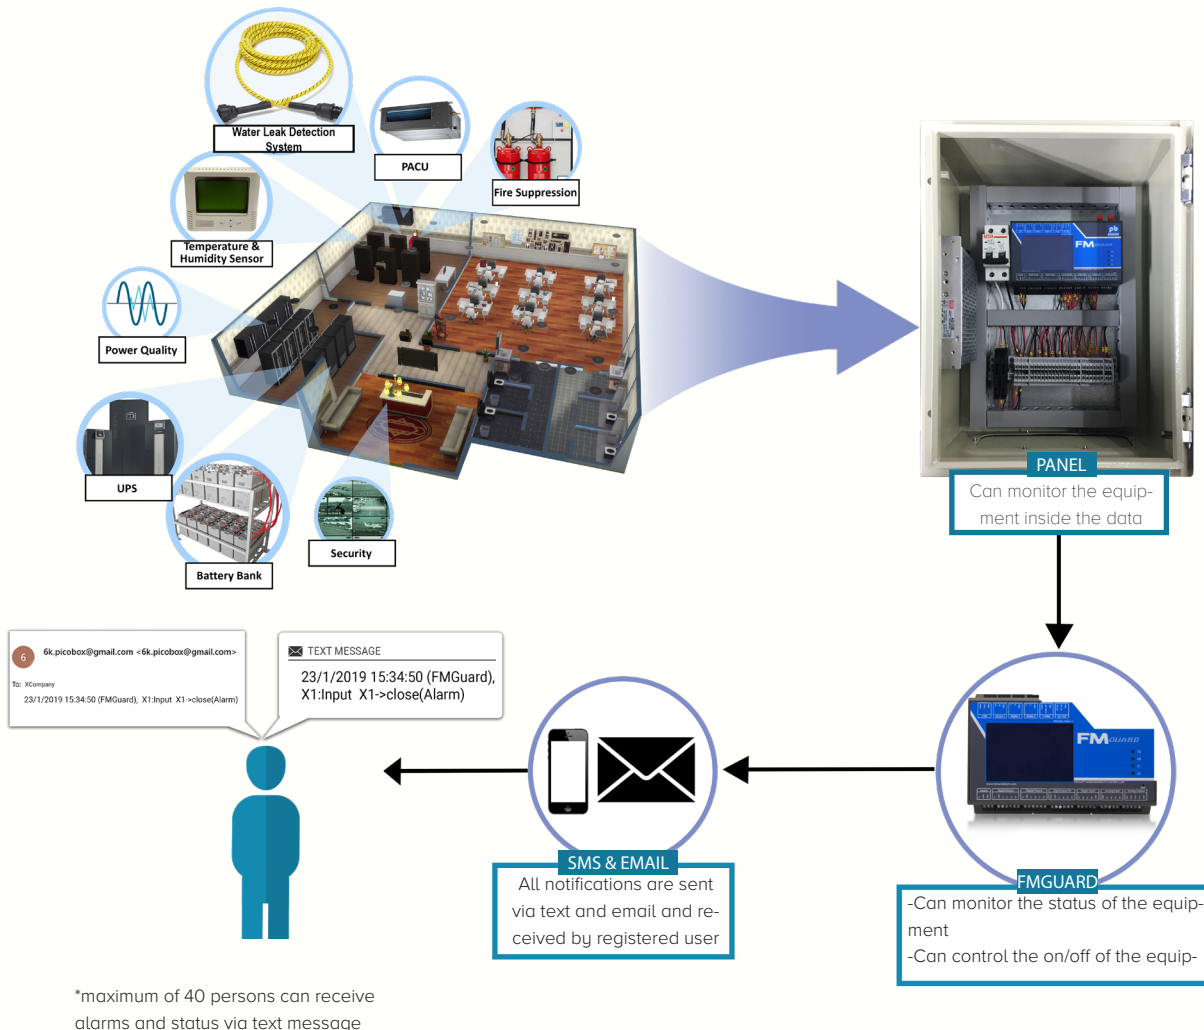 Water Leak Detection
System
PACU
Fire Suppression
Temperature &
Humidity Sensor
Power Quality
UPS
Battery Bank
Security
pb
FMGUARD
PANEL
Can monitor the equip-
ment inside the data
6
6k.picobox@gmail.com <6k.picobox@gmail.com>
To: XCompany
23/1/2019 15:34:50 (FMGuard), X1:Input X1->close(Alarm)
TEXT MESSAGE
23/1/2019 15:34:50 (FMGuard),
X1:Input X1->close(Alarm)
FMGUARD
SMS & EMAIL
All notifications are sent
via text and email and re-
ceived by registered user
FMGUARD
-Can monitor the status of the equip-
ment
-Can control the on/off of the equip-
*maximum of 40 persons can receive
alarms and status via text message